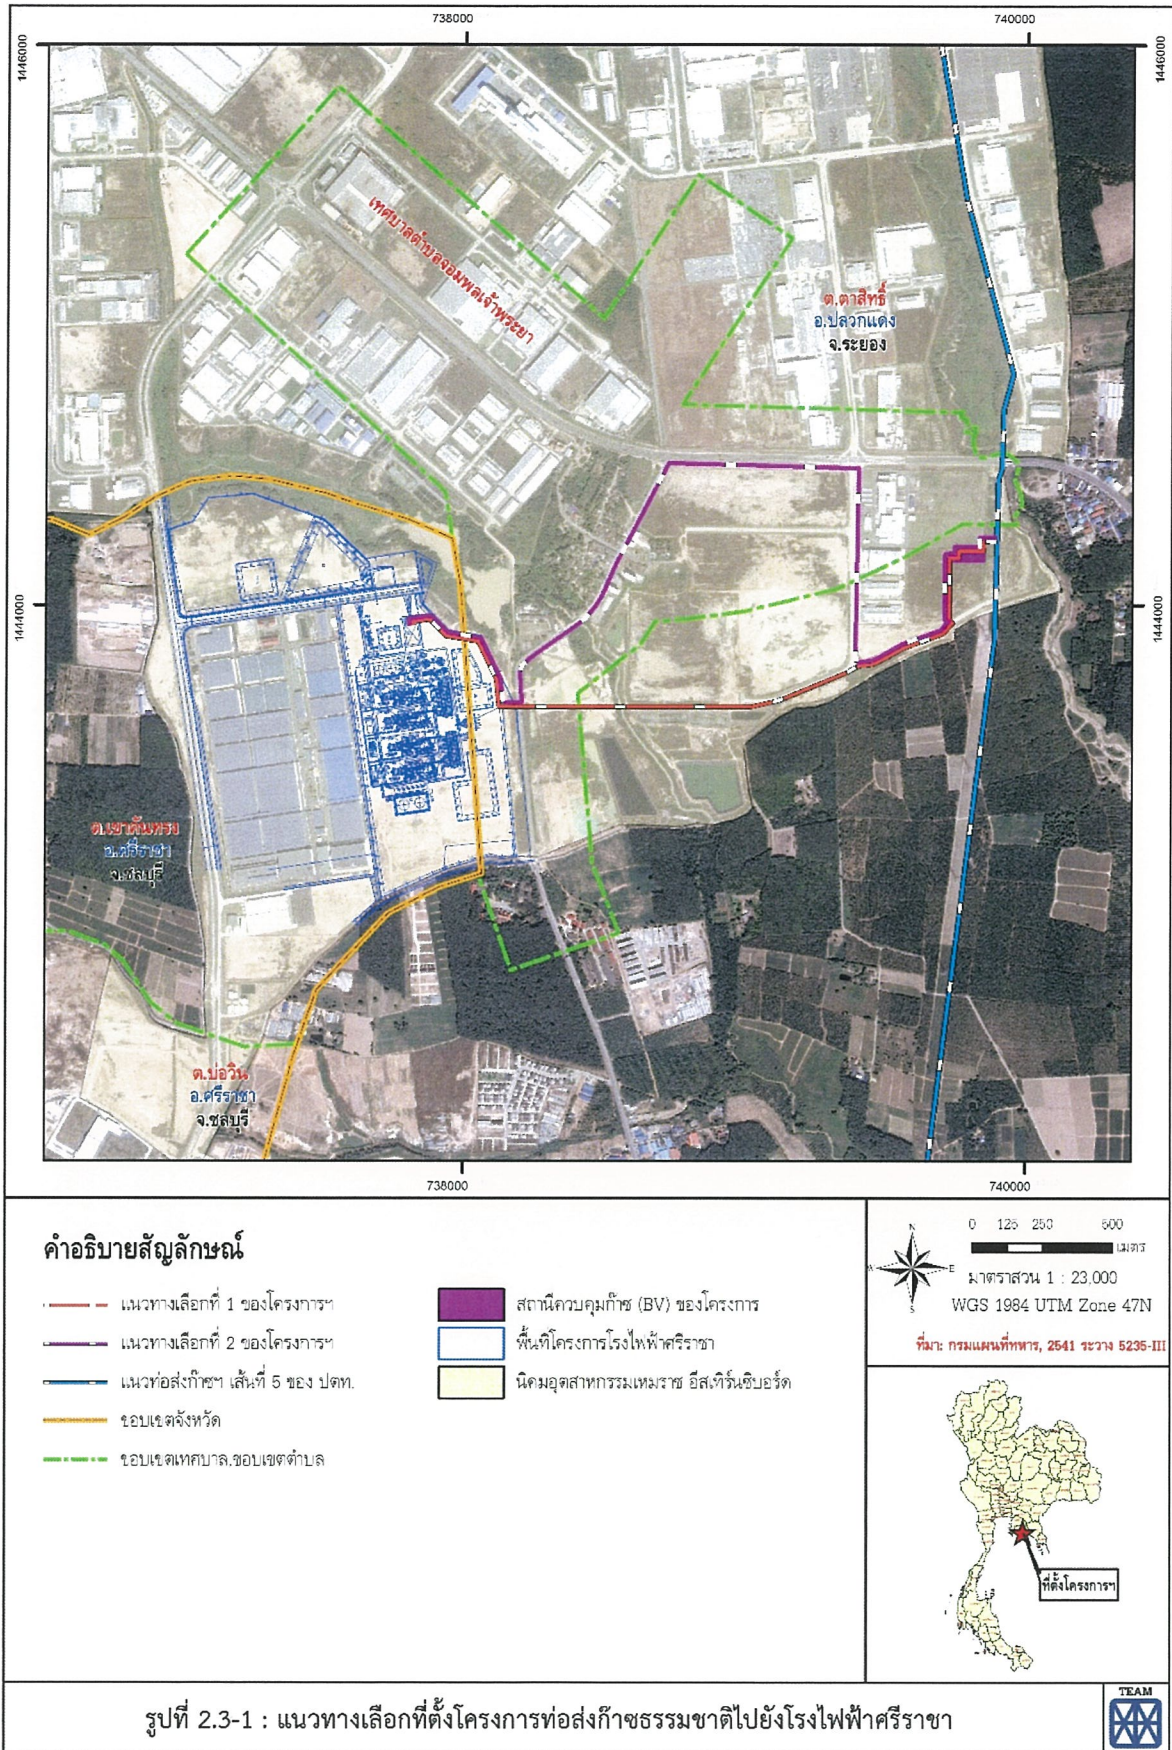 738000
740000
1446000
1446000
เทศบาลตำบลจอมพลเจ้าพระยา
ต.ตาสิทธิ์
อ.ปลวกแดง
จ.ระยอง
1444000
1444000
ต.เขาคันทรง
อ.ศรีราชา
จ.ชลบุรี
ต.บ่อวิน
อ.ศรีราชา
จ.ชลบุรี
738000
740000
คำอธิบายสัญลักษณ์
แนวทางเลือกที่ 1 ของโครงการฯ
แนวทางเลือกที่ 2 ของโครงการฯ
แนวท่อส่งก๊าซฯ เส้นที่ 5 ของ ปตท.
ขอบเขตจังหวัด
ขอบเขตเทศบาล.ขอบเขตตำบล
สถานีควบคุมก๊าซ (BV) ของโครงการ
พื้นที่โครงการโรงไฟฟ้าศรีราชา
นิคมอุตสาหกรรมเหมราช อีสเทิร์นซีบอร์ด
N
W
E
S
0 125 250 500
เมตร
มาตราส่วน 1 : 23,000
WGS 1984 UTM Zone 47N
ที่มา: กรมแผนที่ทหาร, 2541 ระวาง 5235-III
ที่ตั้งโครงการฯ
รูปที่ 2.3-1 : แนวทางเลือกที่ตั้งโครงการท่อส่งก๊าซธรรมชาติไปยังโรงไฟฟ้าศรีราชา
TEAM